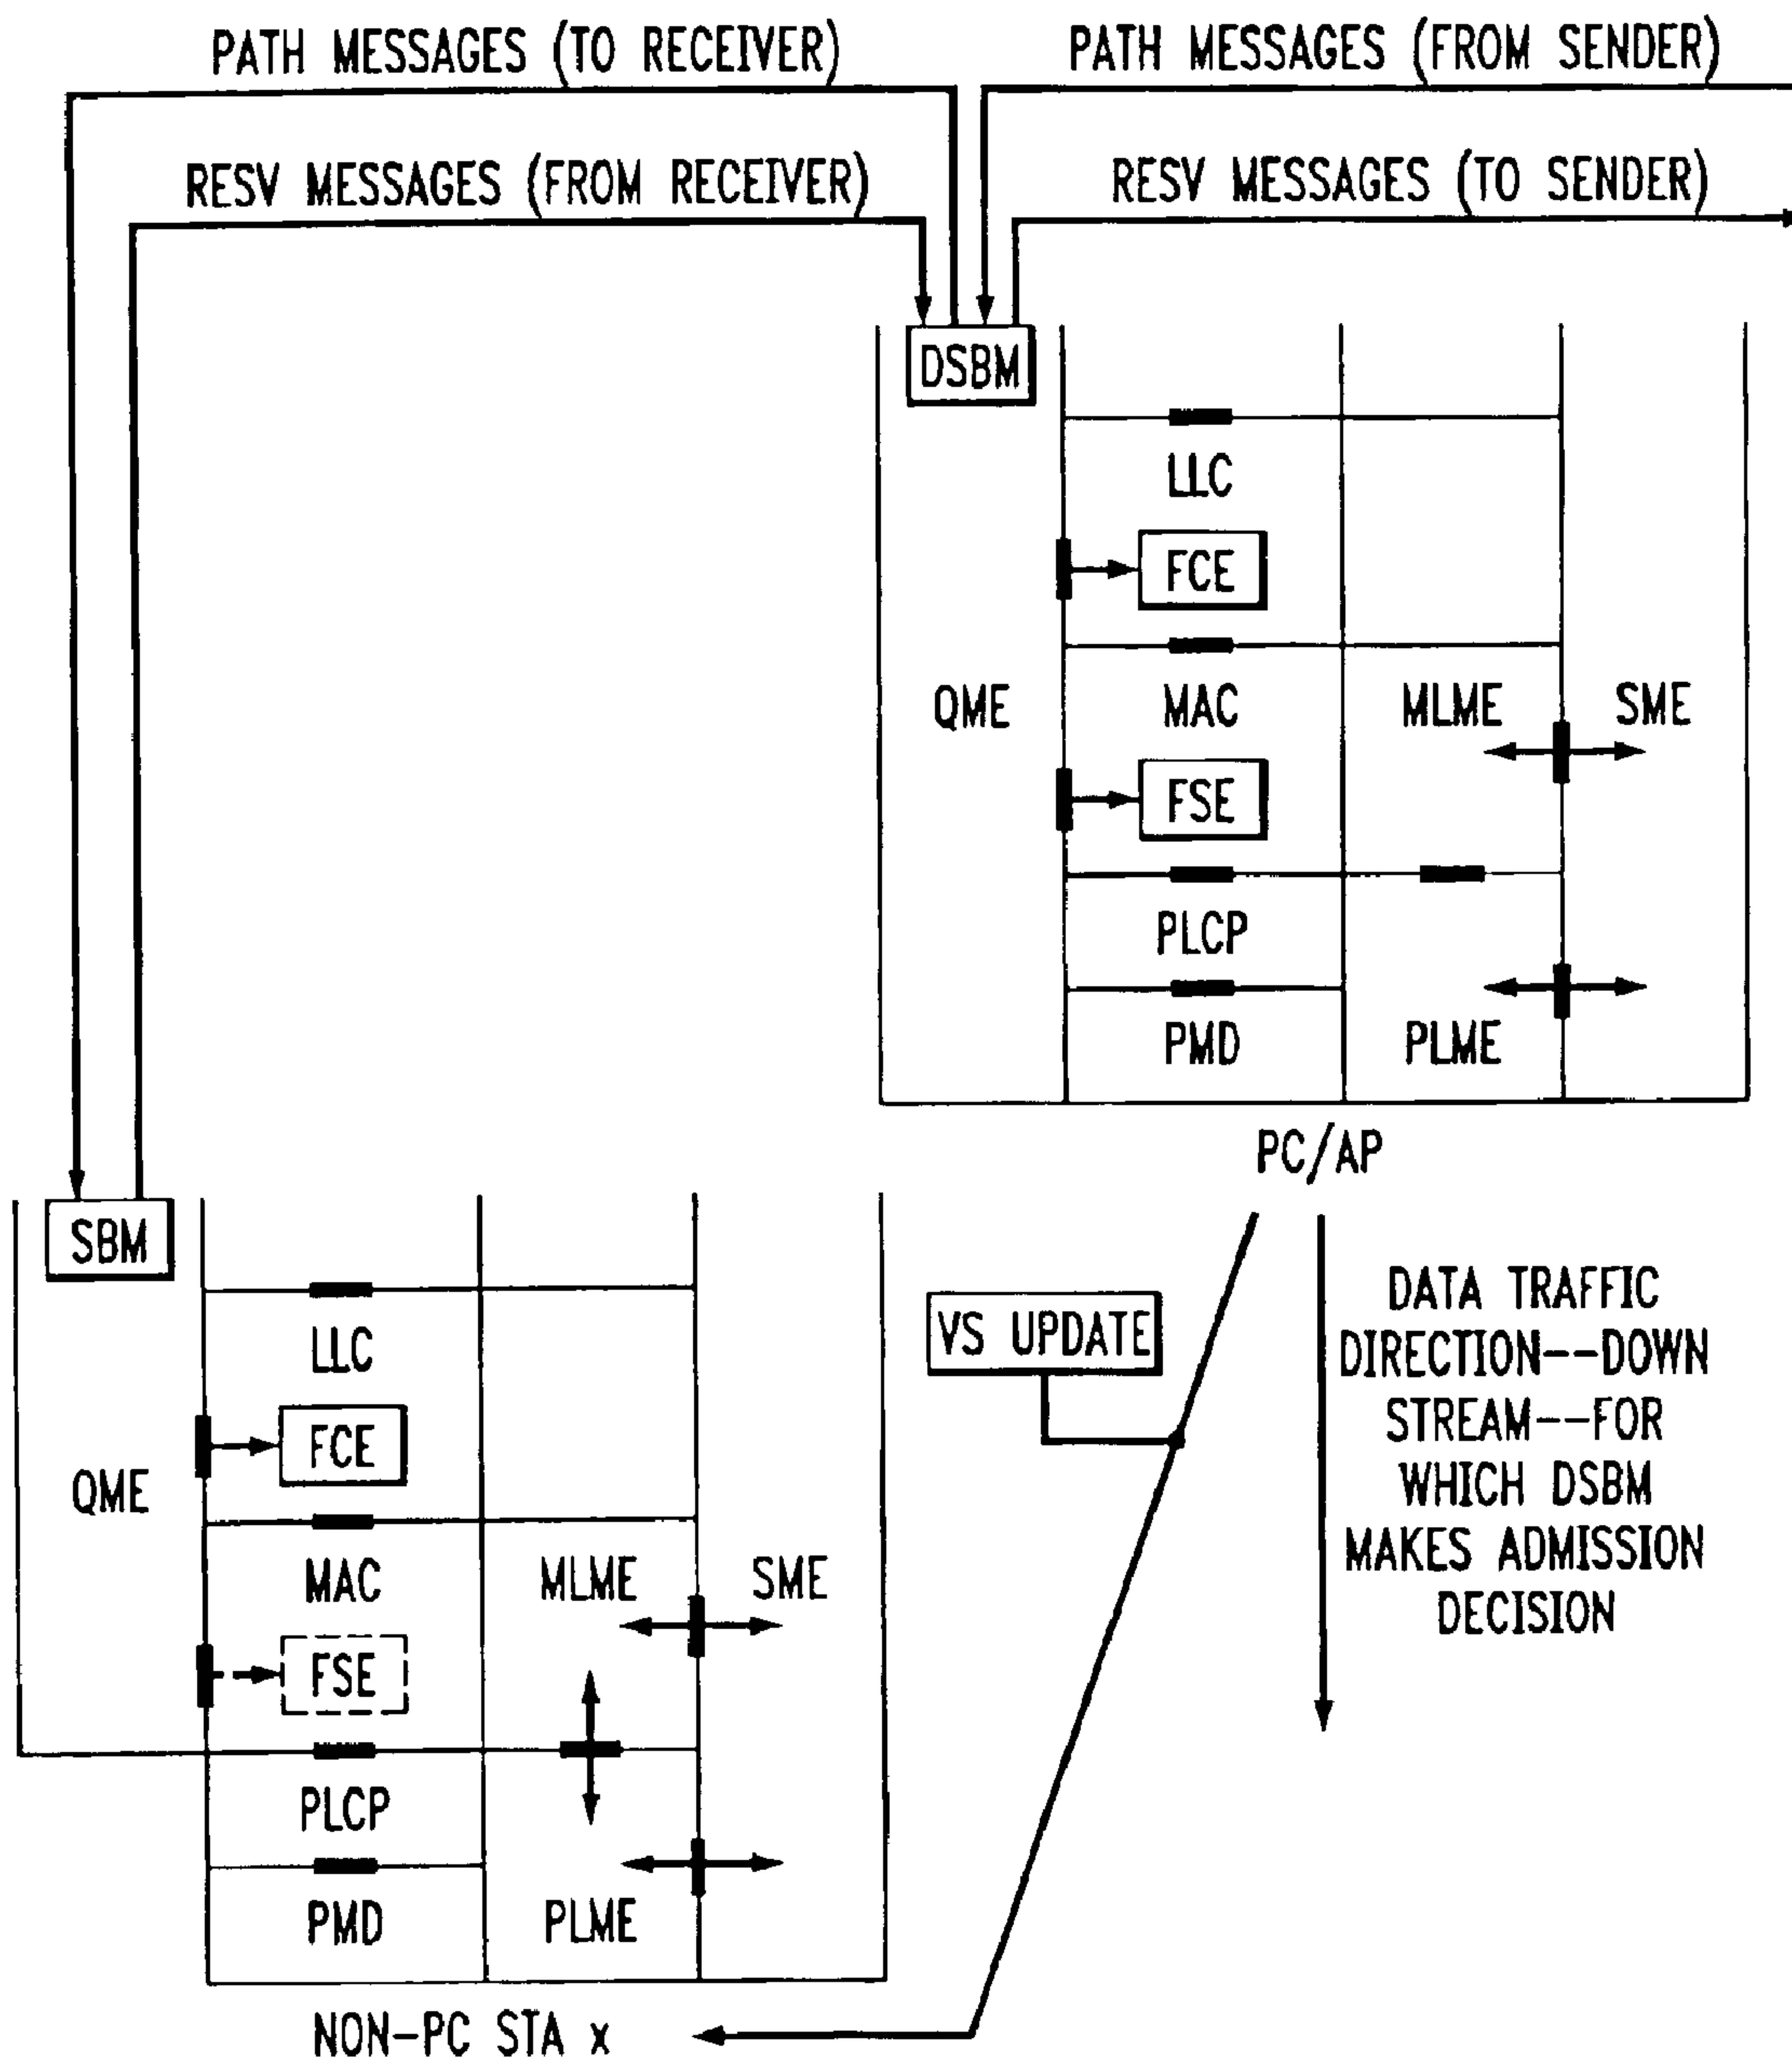 PATH MESSAGES (TO RECEIVER)
PATH MESSAGES (FROM SENDER)
RESV MESSAGES (FROM RECEIVER)
RESV MESSAGES (TO SENDER)
DSBM
LLC
FCE
QME
MAC
MLME
SME
FSE
PLCP
PMD
PLME
PC/AP
SBM
LLC
FCE
QME
MAC
MLME
SME
FSE
PLCP
PMD
PLME
NON-PC STA x
VS UPDATE
DATA TRAFFIC
DIRECTION--DOWN
STREAM--FOR
WHICH DSBM
MAKES ADMISSION
DECISION